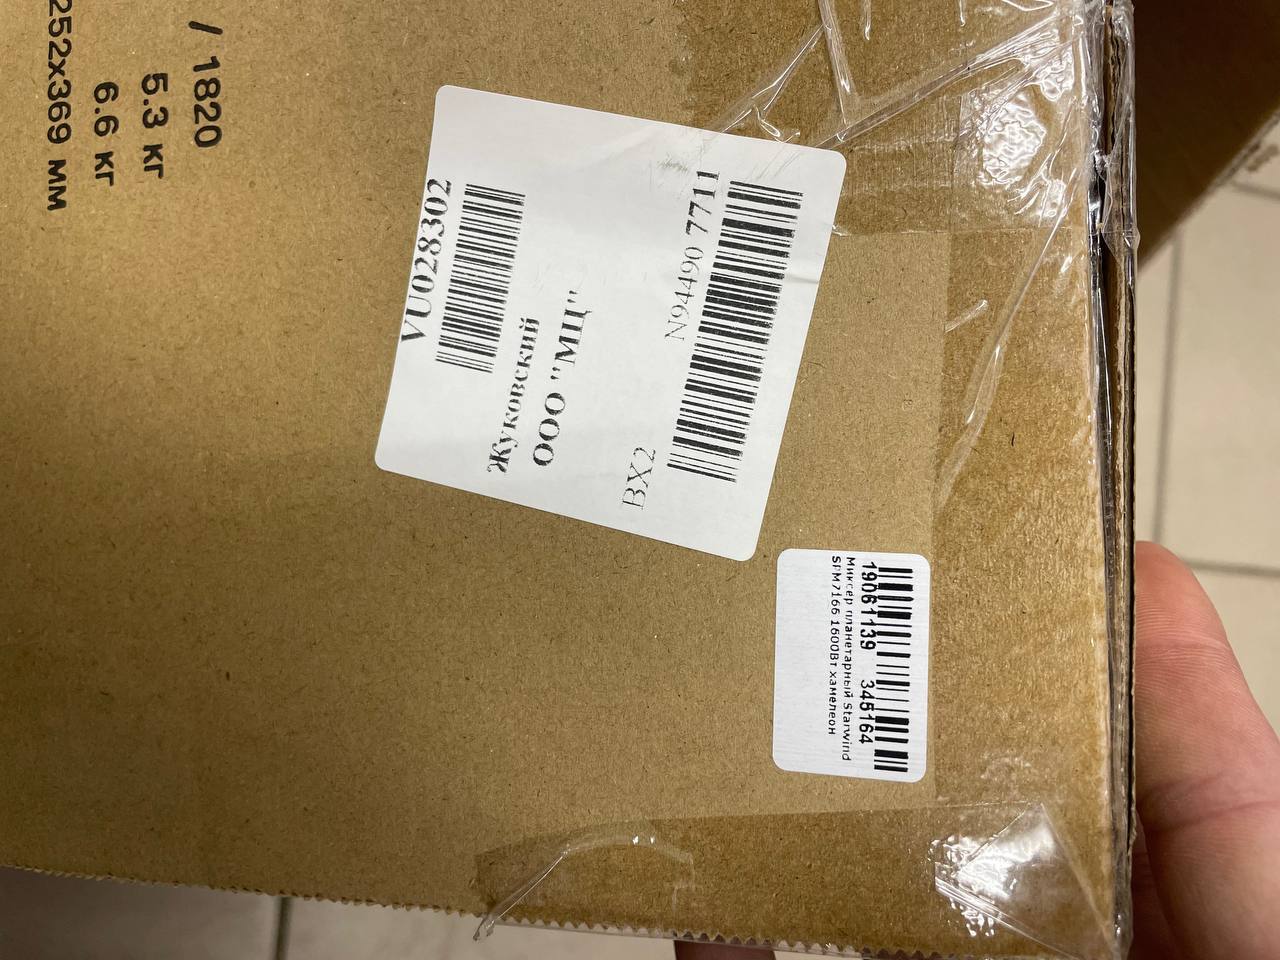 / 1820
5.3 кг
6.6 кг
252x369 мм
VU028302
Жуковский
ООО "МЦ"
N94490 7711
BX2
19061139 345164
Миксер планетарный Starwind
SPM7166 1600Вт хамелеон